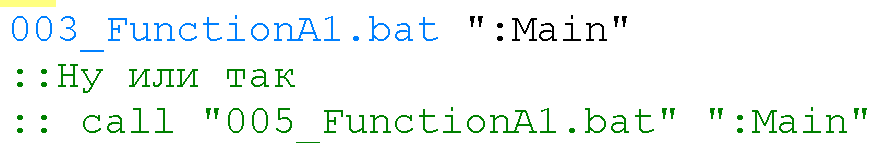 003_FunctionA1.bat ":Main"
::Ну или так
:: call "005_FunctionA1.bat" ":Main"